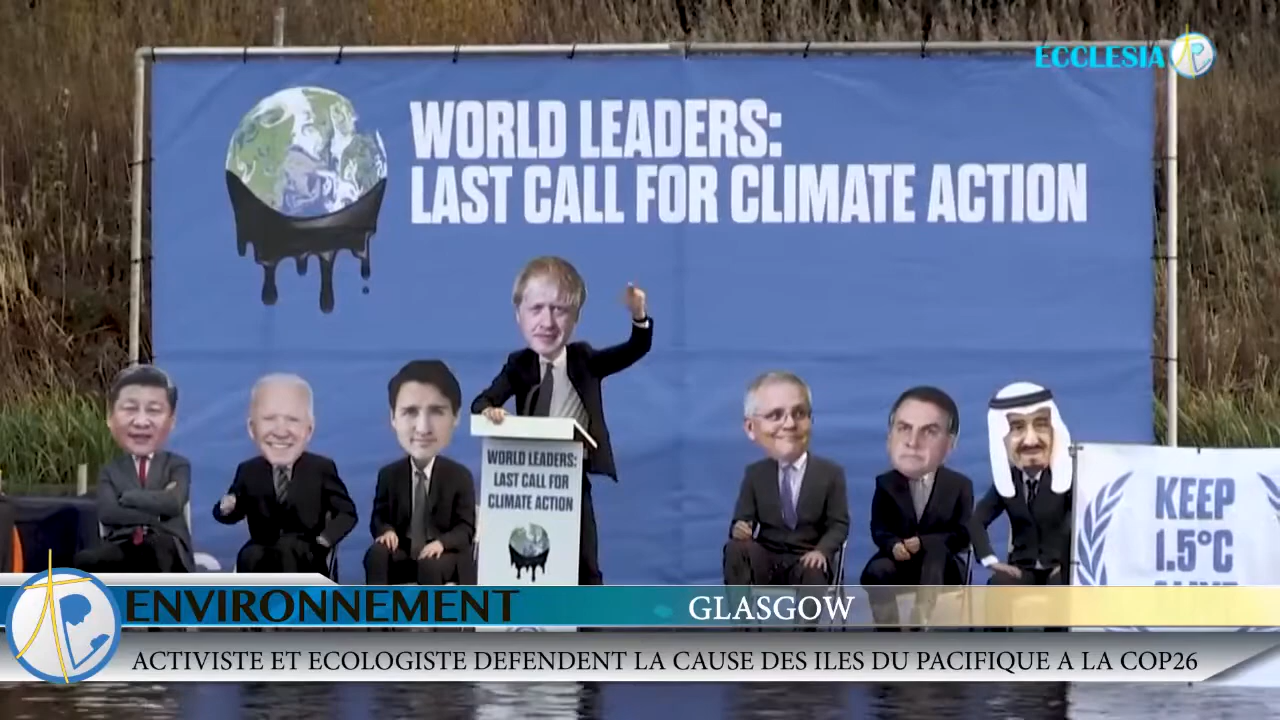 ECCLESIA
WORLD LEADERS:
LAST CALL FOR CLIMATE ACTION
WORLD LEADERS:
LAST CALL FOR
CLIMATE ACTION
KEEP
1.5°C
ENVIRONNEMENT
GLASGOW
ACTIVISTE ET ECOLOGISTE DEFENDENT LA CAUSE DES ILES DU PACIFIQUE A LA COP26